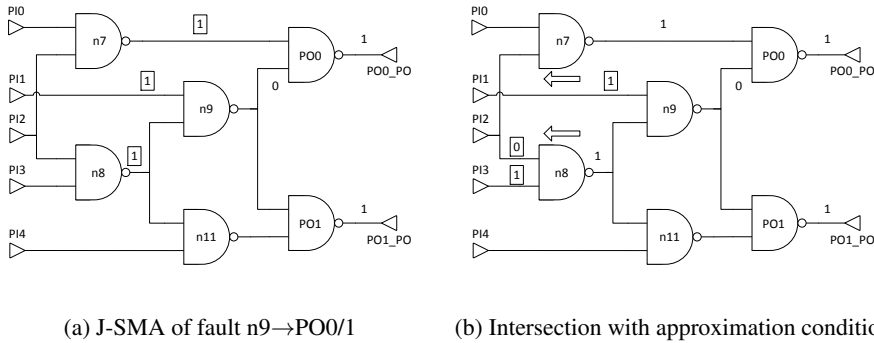 PI0
n7
1
PO0
1
PO0_PO
PI1
1
n9
0
PI2
PI3
n8
1
PI4
n11
PO1
1
PO1_PO
PI0
n7
1
PO0
1
PO0_PO
PI1
1
n9
0
PI2
0
PI3
1
n8
1
PI4
n11
PO1
1
PO1_PO
(a) J-SMA of fault n9→PO0/1
(b) Intersection with approximation conditio